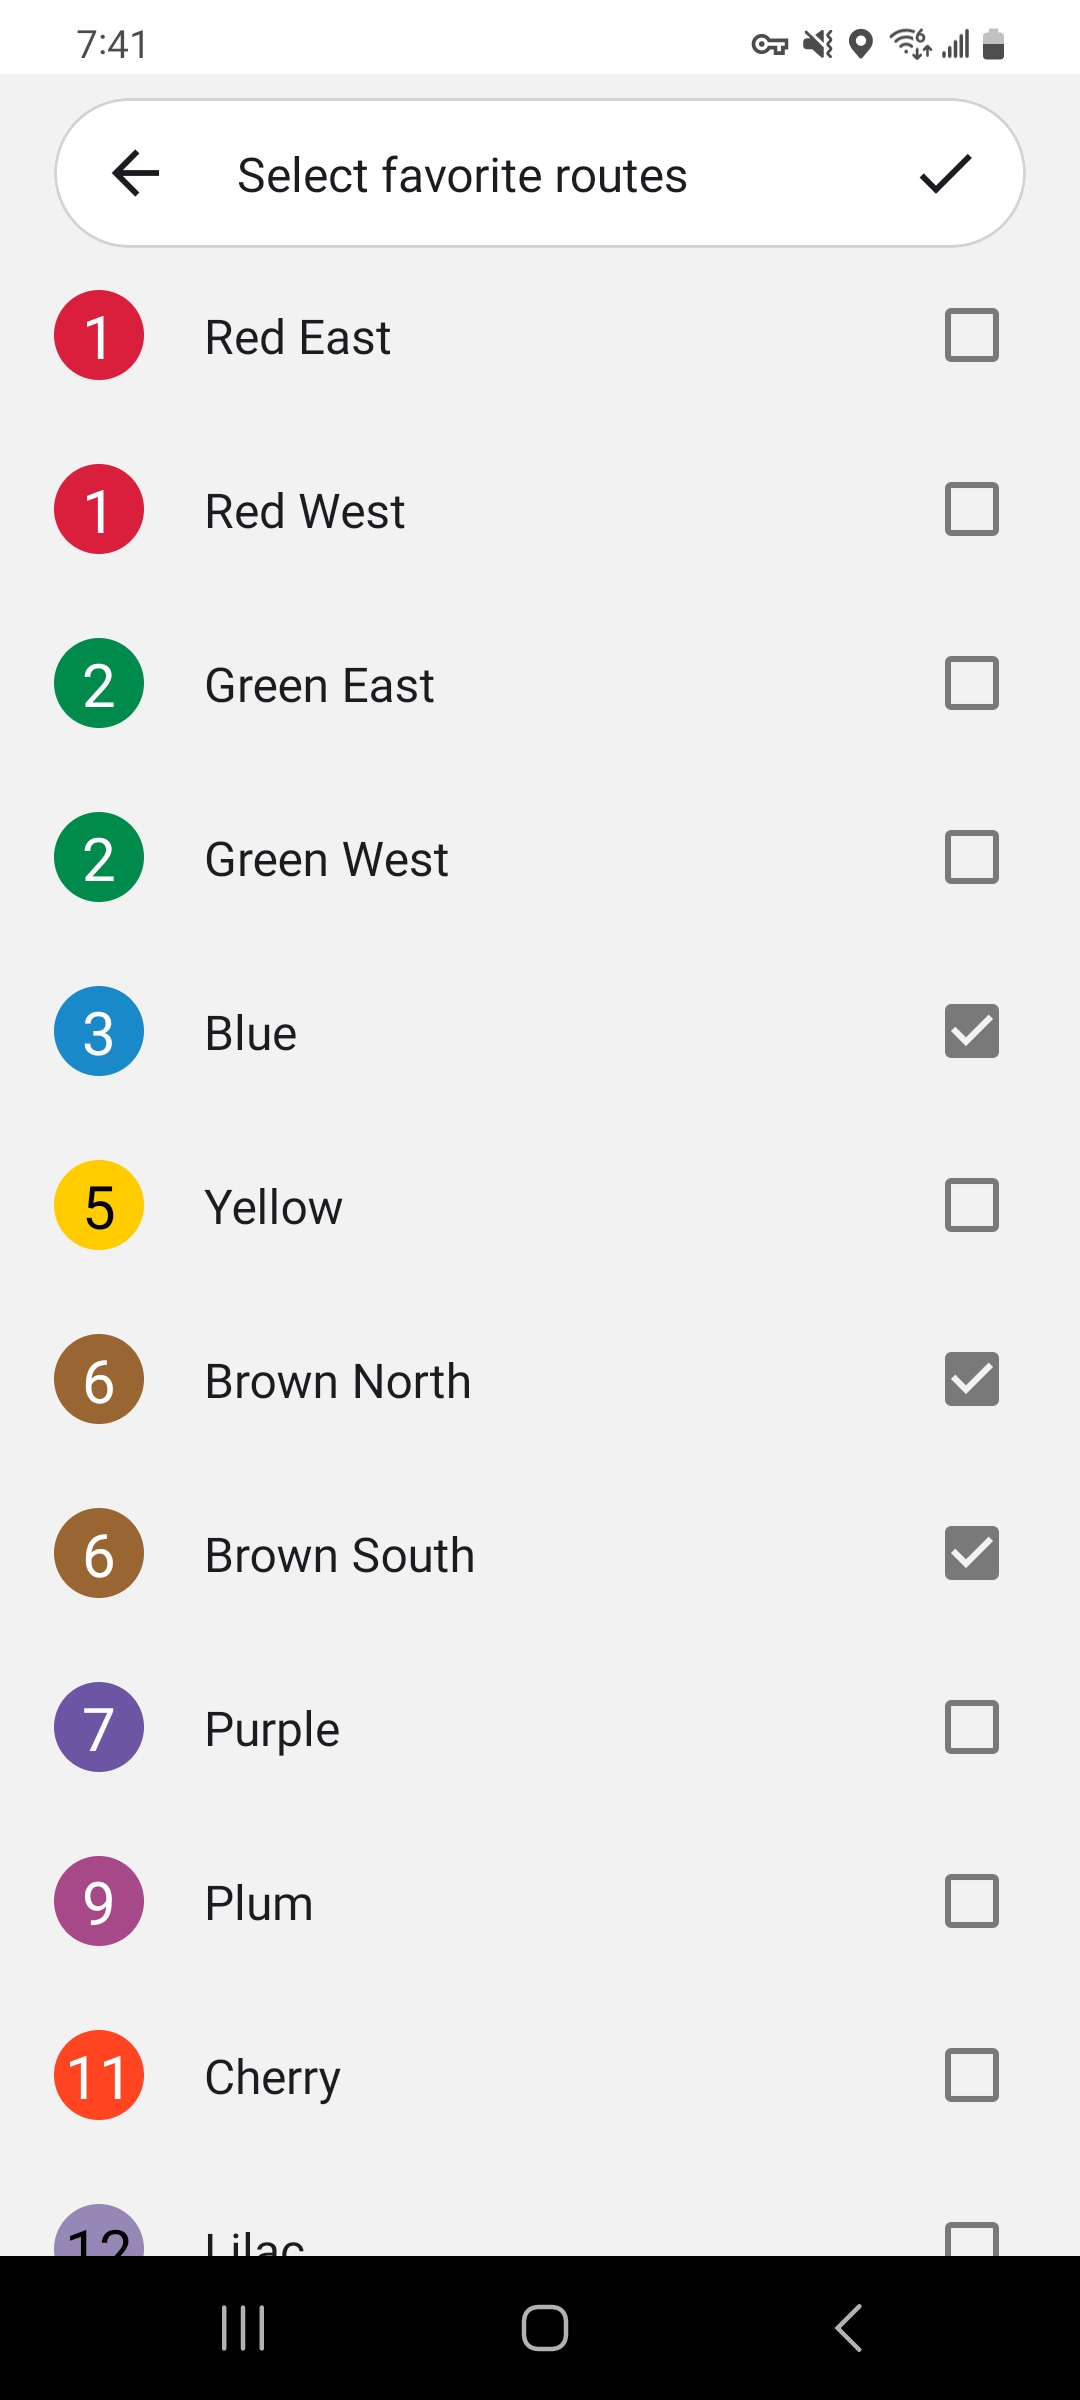 7:41
6
Select favorite routes
1 Red East
1 Red West
2 Green East
2 Green West
3 Blue
5 Yellow
6 Brown North
6 Brown South
7 Purple
9 Plum
11 Cherry
12 Lilac